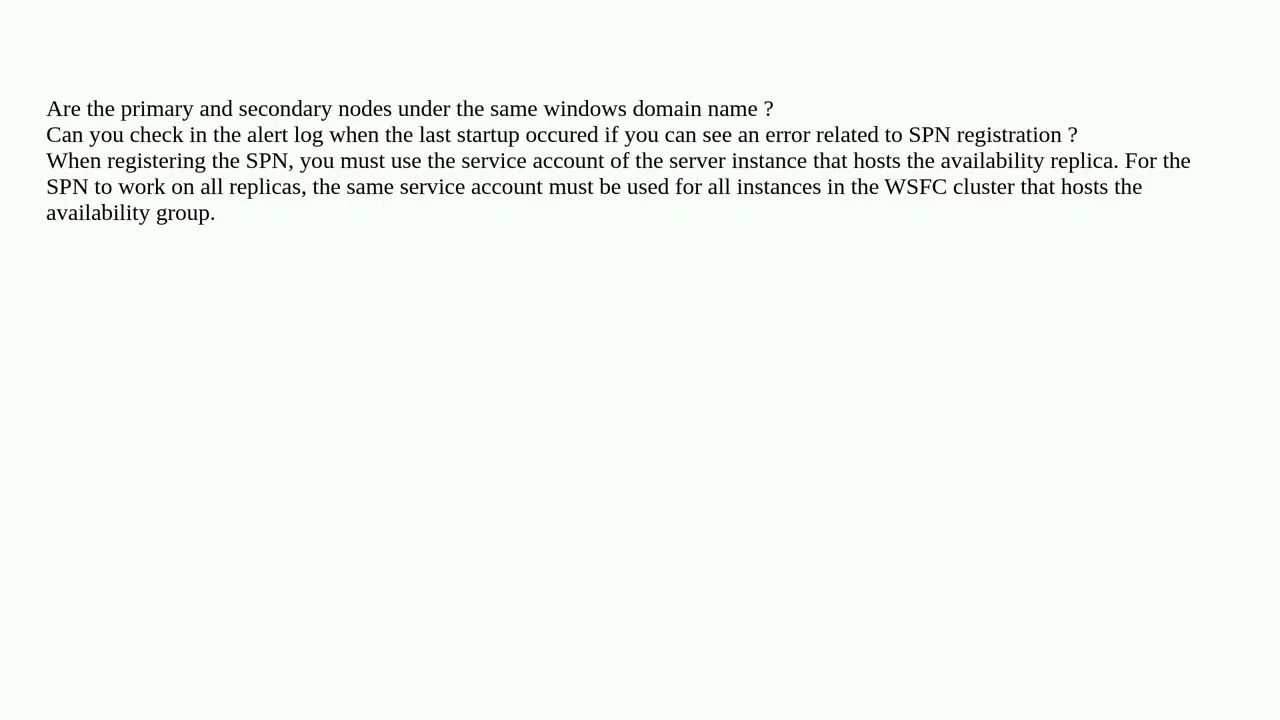 Are the primary and secondary nodes under the same windows domain name ?
Can you check in the alert log when the last startup occured if you can see an error related to SPN registration ?
When registering the SPN, you must use the service account of the server instance that hosts the availability replica. For the
SPN to work on all replicas, the same service account must be used for all instances in the WSFC cluster that hosts the
availability group.